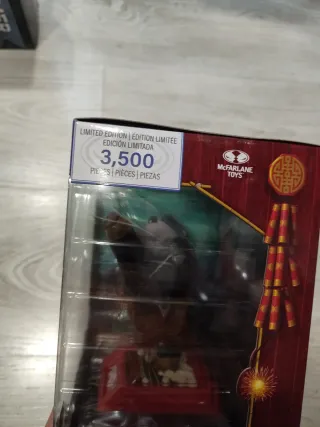 LIMITED EDITION | ÉDITION LIMITÉE
EDICIÓN LIMITADA
3,500
PIECES | PIÈCES | PIEZAS
McFARLANE
TOYS